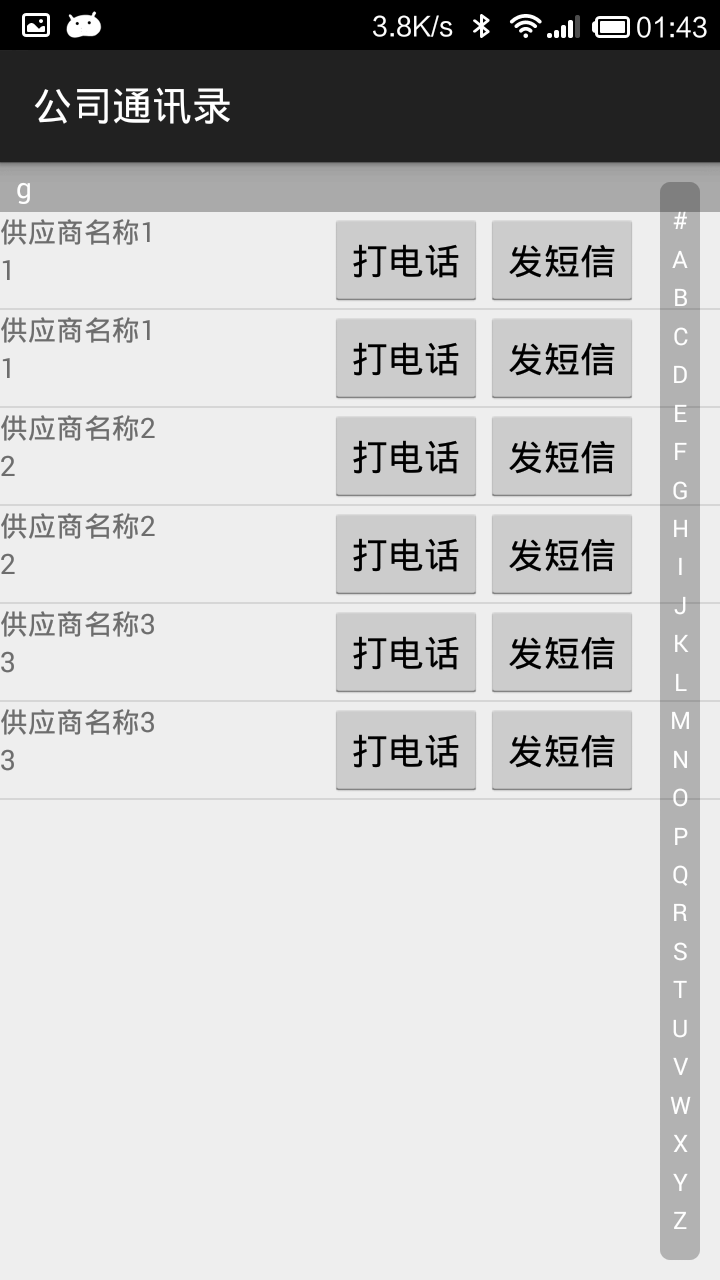 3.8K/s 01:43
公司通讯录
g
供应商名称1
1
打电话 发短信
供应商名称1
1
打电话 发短信
供应商名称2
2
打电话 发短信
供应商名称2
2
打电话 发短信
供应商名称3
3
打电话 发短信
供应商名称3
3
打电话 发短信
#
A
B
C
D
E
F
G
H
I
J
K
L
M
N
O
P
Q
R
S
T
U
V
W
X
Y
Z